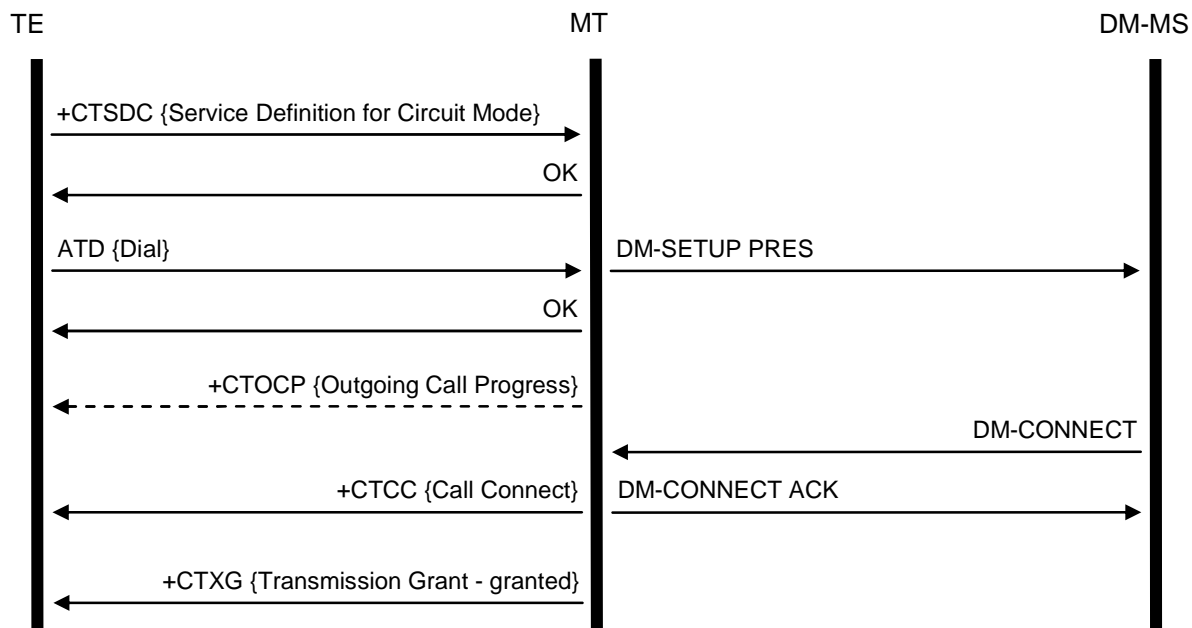 TE
MT
DM-MS
+CTSDC {Service Definition for Circuit Mode}
OK
ATD {Dial}
DM-SETUP PRES
OK
+CTOCP {Outgoing Call Progress}
DM-CONNECT
+CTCC {Call Connect}
DM-CONNECT ACK
+CTXG {Transmission Grant - granted}